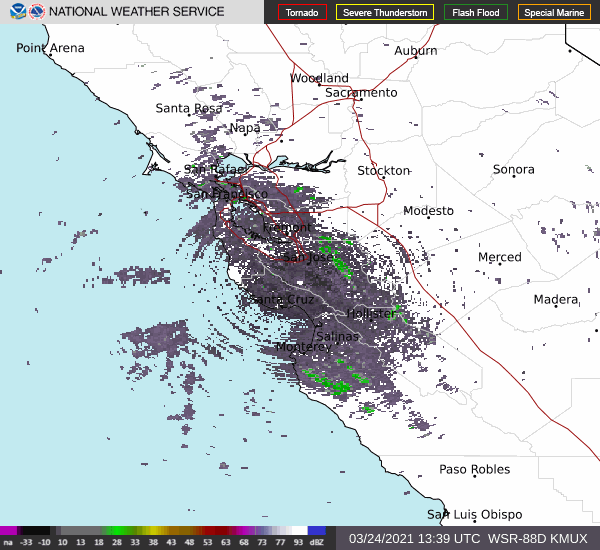 NATIONAL WEATHER SERVICE
Tornado
Severe Thunderstorm
Flash Flood
Special Marine
Point Arena
Auburn
Woodland
Sacramento
Santa Rosa
Napa
San Rafael
Stockton
Sonora
San Francisco
Modesto
Fremont
San Jose
Merced
Santa Cruz
Madera
Hollister
Salinas
Monterey
Paso Robles
San Luis Obispo
na -33 -10 10 13 18 28 33 38 43 48 53 63 68 73 77 93 dBZ
03/24/2021 13:39 UTC WSR-88D KMUX